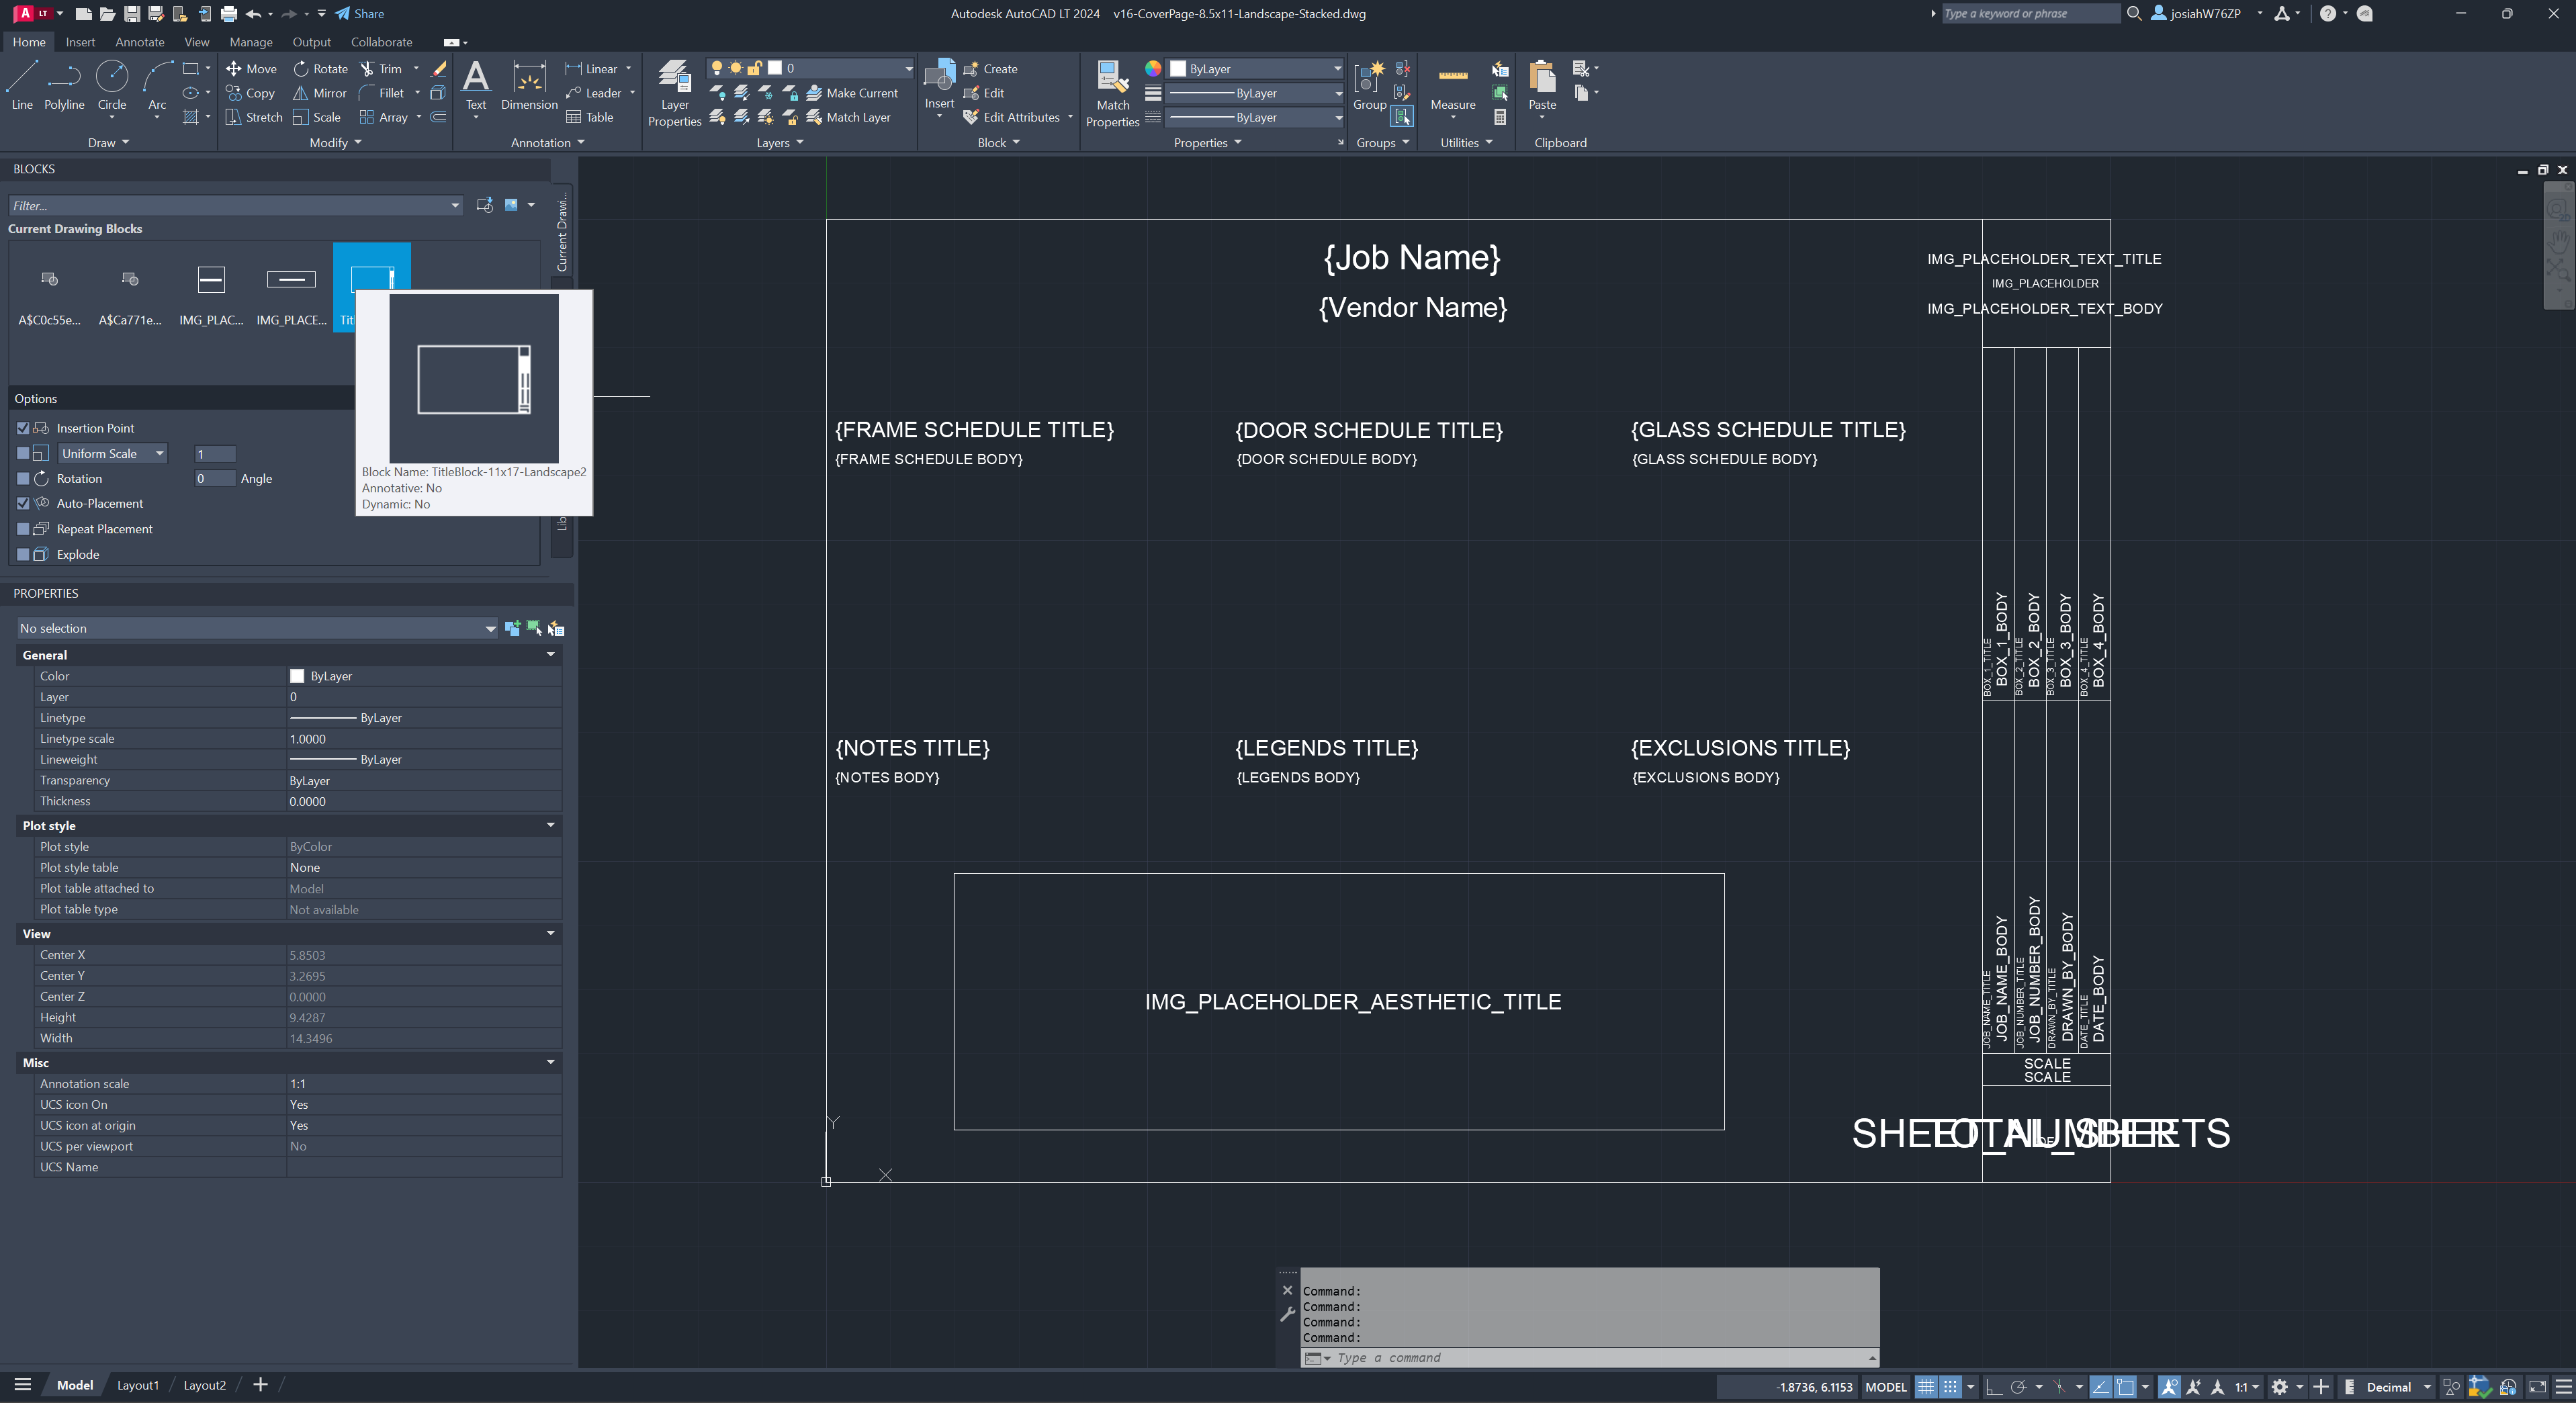 A LT Share Autodesk AutoCAD LT 2024 v16-CoverPage-8.5x11-Landscape-Stacked.dwg Type a keyword or phrase josiahW76ZP
Home Insert Annotate View Manage Output Collaborate
Move Rotate Trim Linear 0 Create ByLayer
Copy Mirror Fillet Leader Make Current Edit ByLayer
Line Polyline Circle Arc Text Dimension Layer Insert Match Group Measure Paste
Stretch Scale Array Table Properties Match Layer Edit Attributes Properties ByLayer
Draw Modify Annotation Layers Block Properties Groups Utilities Clipboard
BLOCKS
Filter...
Current Drawi...
Current Drawing Blocks
A$C0c55e... A$Ca771e... IMG_PLAC... IMG_PLACE... Tit
Block Name: TitleBlock-11x17-Landscape2
Annotative: No
Dynamic: No
Lib
Options
Insertion Point
Uniform Scale 1
Rotation 0 Angle
Auto-Placement
Repeat Placement
Explode
PROPERTIES
No selection
General
Color ByLayer
Layer 0
Linetype ByLayer
Linetype scale 1.0000
Lineweight ByLayer
Transparency ByLayer
Thickness 0.0000
Plot style
Plot style ByColor
Plot style table None
Plot table attached to Model
Plot table type Not available
View
Center X 5.8503
Center Y 3.2695
Center Z 0.0000
Height 9.4287
Width 14.3496
Misc
Annotation scale 1:1
UCS icon On Yes
UCS icon at origin Yes
UCS per viewport No
UCS Name
{Job Name}
{Vendor Name}
IMG_PLACEHOLDER_TEXT_TITLE
IMG_PLACEHOLDER
IMG_PLACEHOLDER_TEXT_BODY
{FRAME SCHEDULE TITLE} {DOOR SCHEDULE TITLE} {GLASS SCHEDULE TITLE}
{FRAME SCHEDULE BODY} {DOOR SCHEDULE BODY} {GLASS SCHEDULE BODY}
{NOTES TITLE} {LEGENDS TITLE} {EXCLUSIONS TITLE}
{NOTES BODY} {LEGENDS BODY} {EXCLUSIONS BODY}
IMG_PLACEHOLDER_AESTHETIC_TITLE
BOX_1_TITLE
BOX_1_BODY
BOX_2_TITLE
BOX_2_BODY
BOX_3_TITLE
BOX_3_BODY
BOX_4_TITLE
BOX_4_BODY
JOB_NAME_TITLE
JOB_NAME_BODY
JOB_NUMBER_TITLE
JOB_NUMBER_BODY
DRAWN_BY_TITLE
DRAWN_BY_BODY
DATE_TITLE
DATE_BODY
SCALE
SCALE
SHEET_NUMBER
OF
TOTAL_SHEETS
Y
X
Command:
Command:
Command:
Command:
Type a command
Model Layout1 Layout2 -1.8736, 6.1153 MODEL 1:1 Decimal